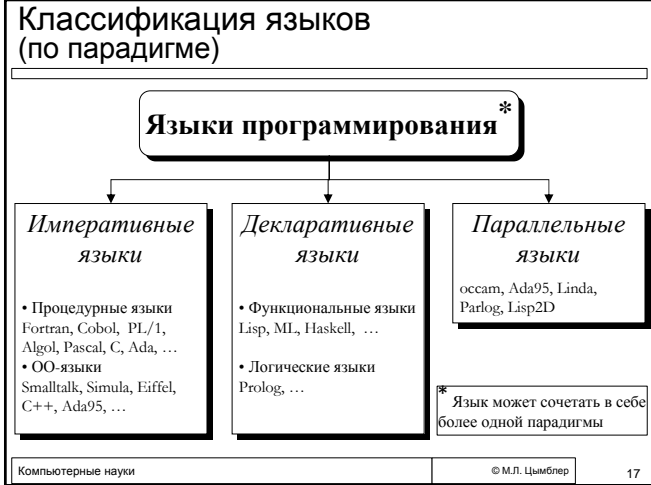 Классификация языков
(по парадигме)
Языки программирования*
Императивные
языки
• Процедурные языки
Fortran, Cobol, PL/1,
Algol, Pascal, C, Ada, …
• ОО-языки
Smalltalk, Simula, Eiffel,
C++, Ada95, …
Декларативные
языки
• Функциональные языки
Lisp, ML, Haskell, …
• Логические языки
Prolog, …
Параллельные
языки
occam, Ada95, Linda,
Parlog, Lisp2D
* Язык может сочетать в себе
более одной парадигмы
Компьютерные науки
© М.Л. Цымблер
17